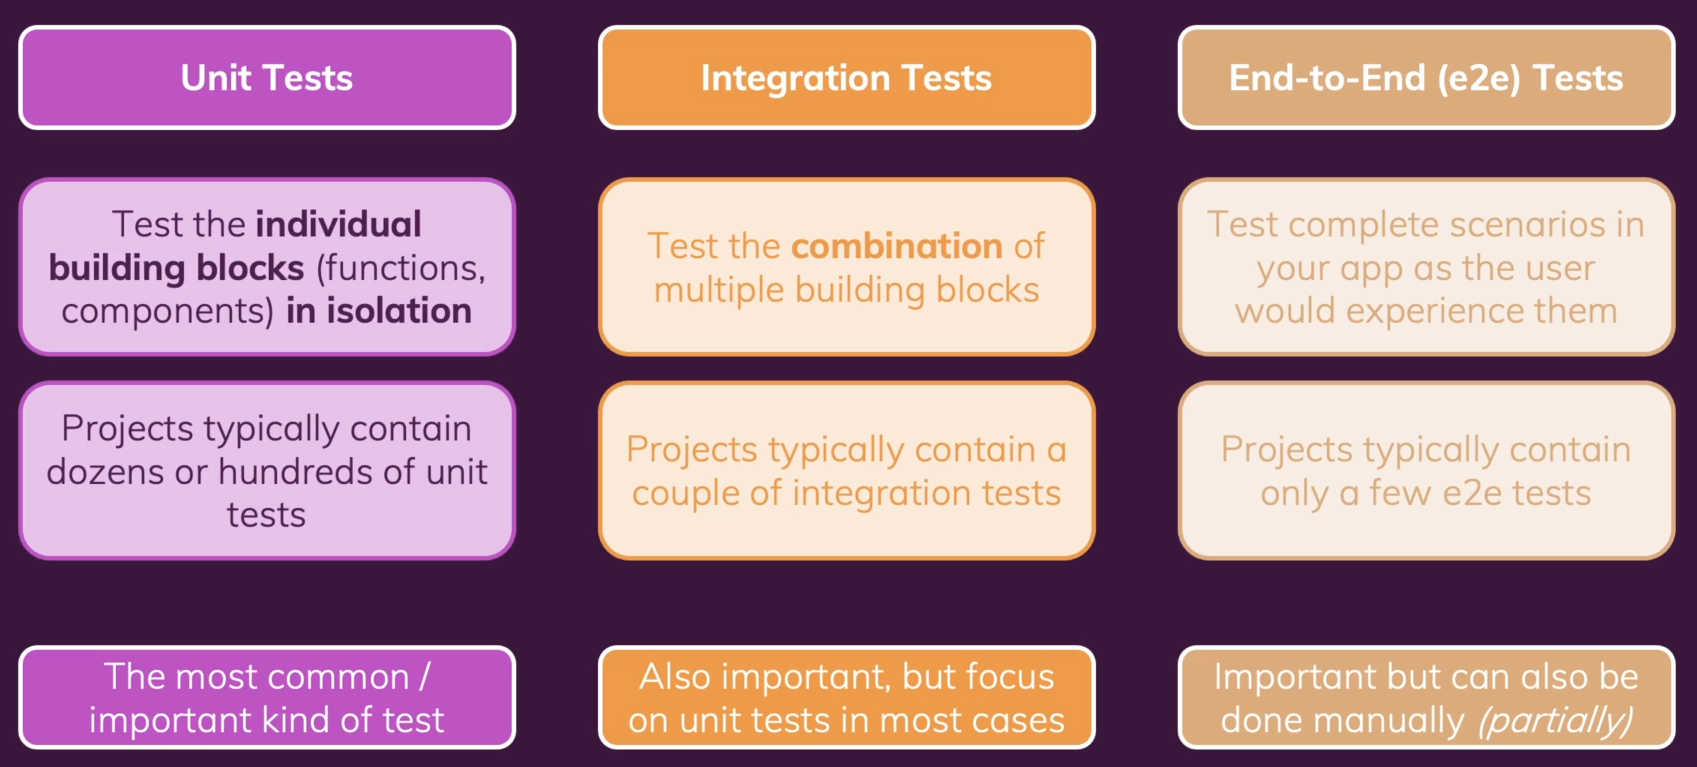 Unit Tests
Integration Tests
End-to-End (e2e) Tests
Test the individual
building blocks (functions,
components) in isolation
Test the combination of
multiple building blocks
Test complete scenarios in
your app as the user
would experience them
Projects typically contain
dozens or hundreds of unit
tests
Projects typically contain a
couple of integration tests
Projects typically contain
only a few e2e tests
The most common /
important kind of test
Also important, but focus
on unit tests in most cases
Important but can also be
done manually (partially)